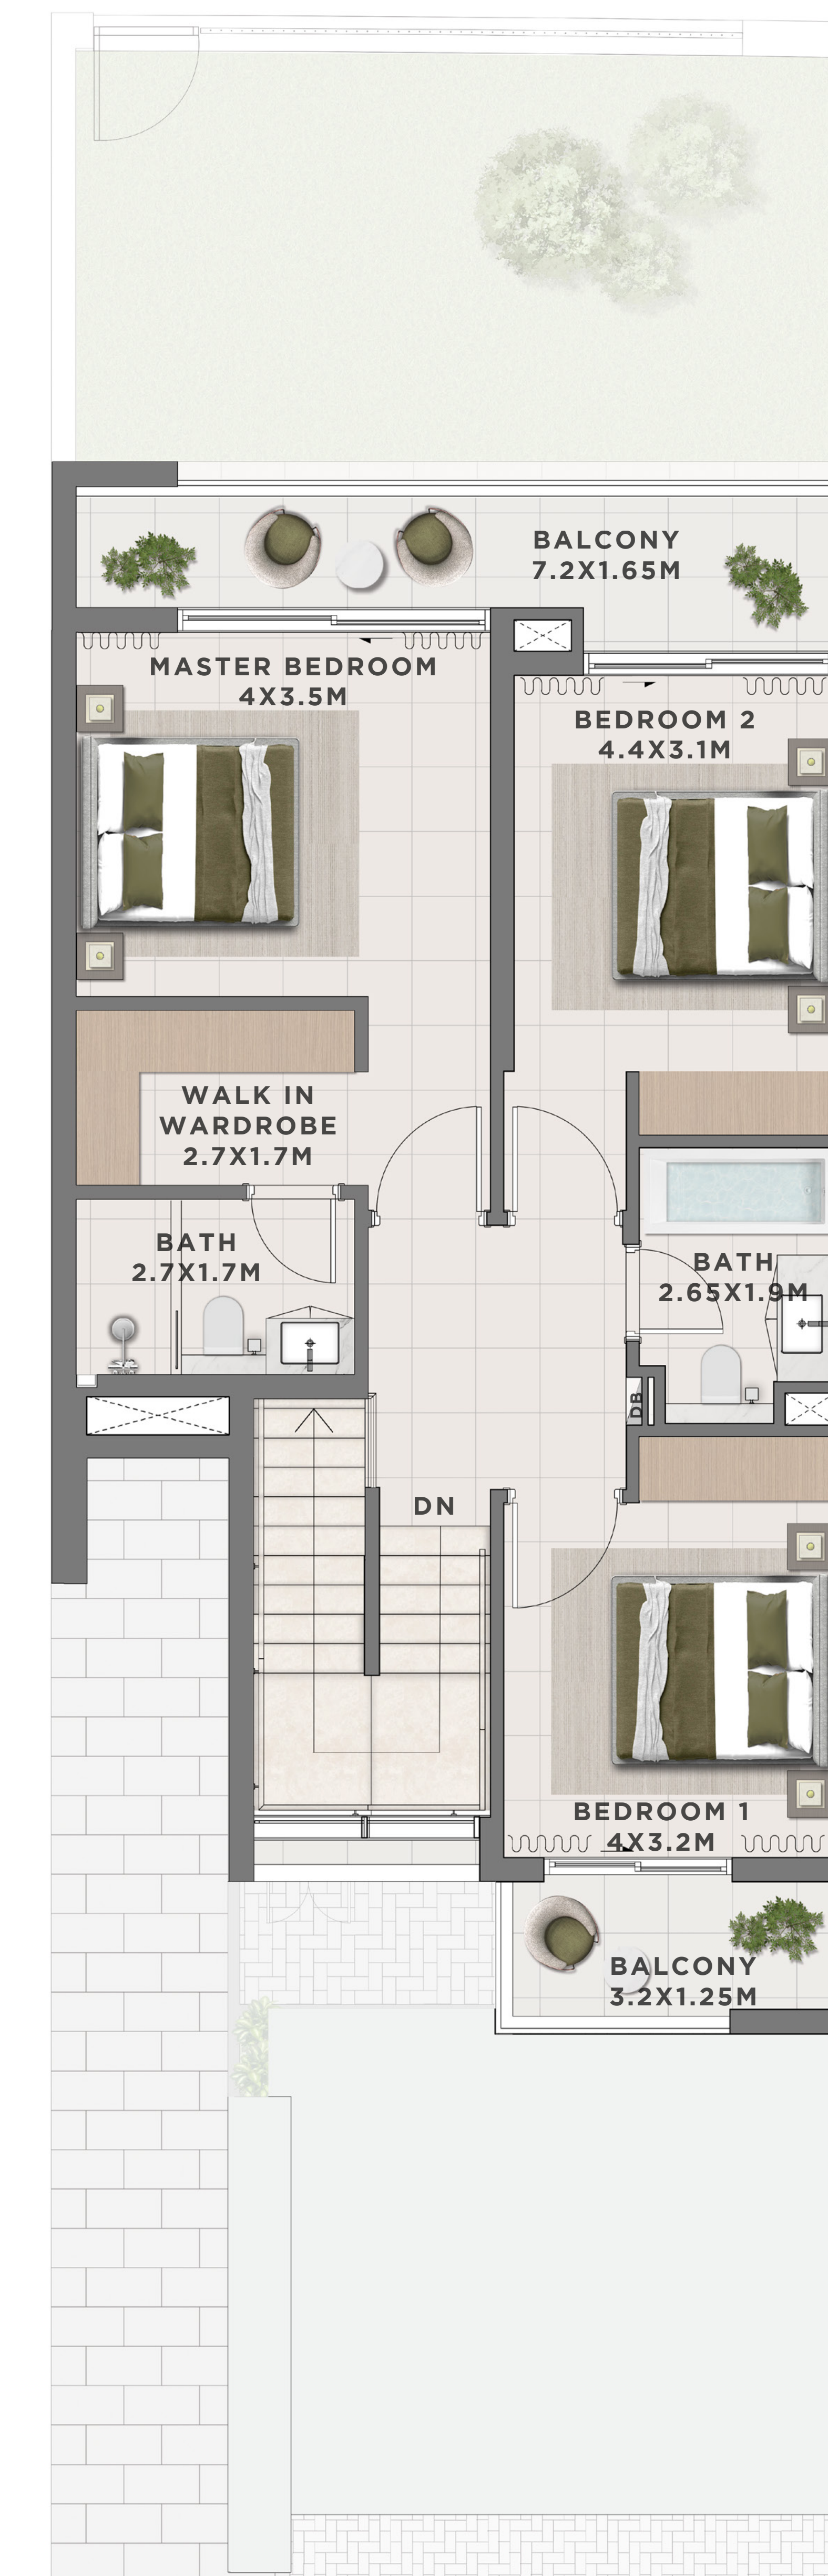 BALCONY
7.2X1.65M
MASTER BEDROOM
4X3.5M
BEDROOM 2
4.4X3.1M
WALK IN
WARDROBE
2.7X1.7M
BATH
2.7X1.7M
BATH
2.65X1.9M
DB
DN
BEDROOM 1
4X3.2M
BALCONY
3.2X1.25M